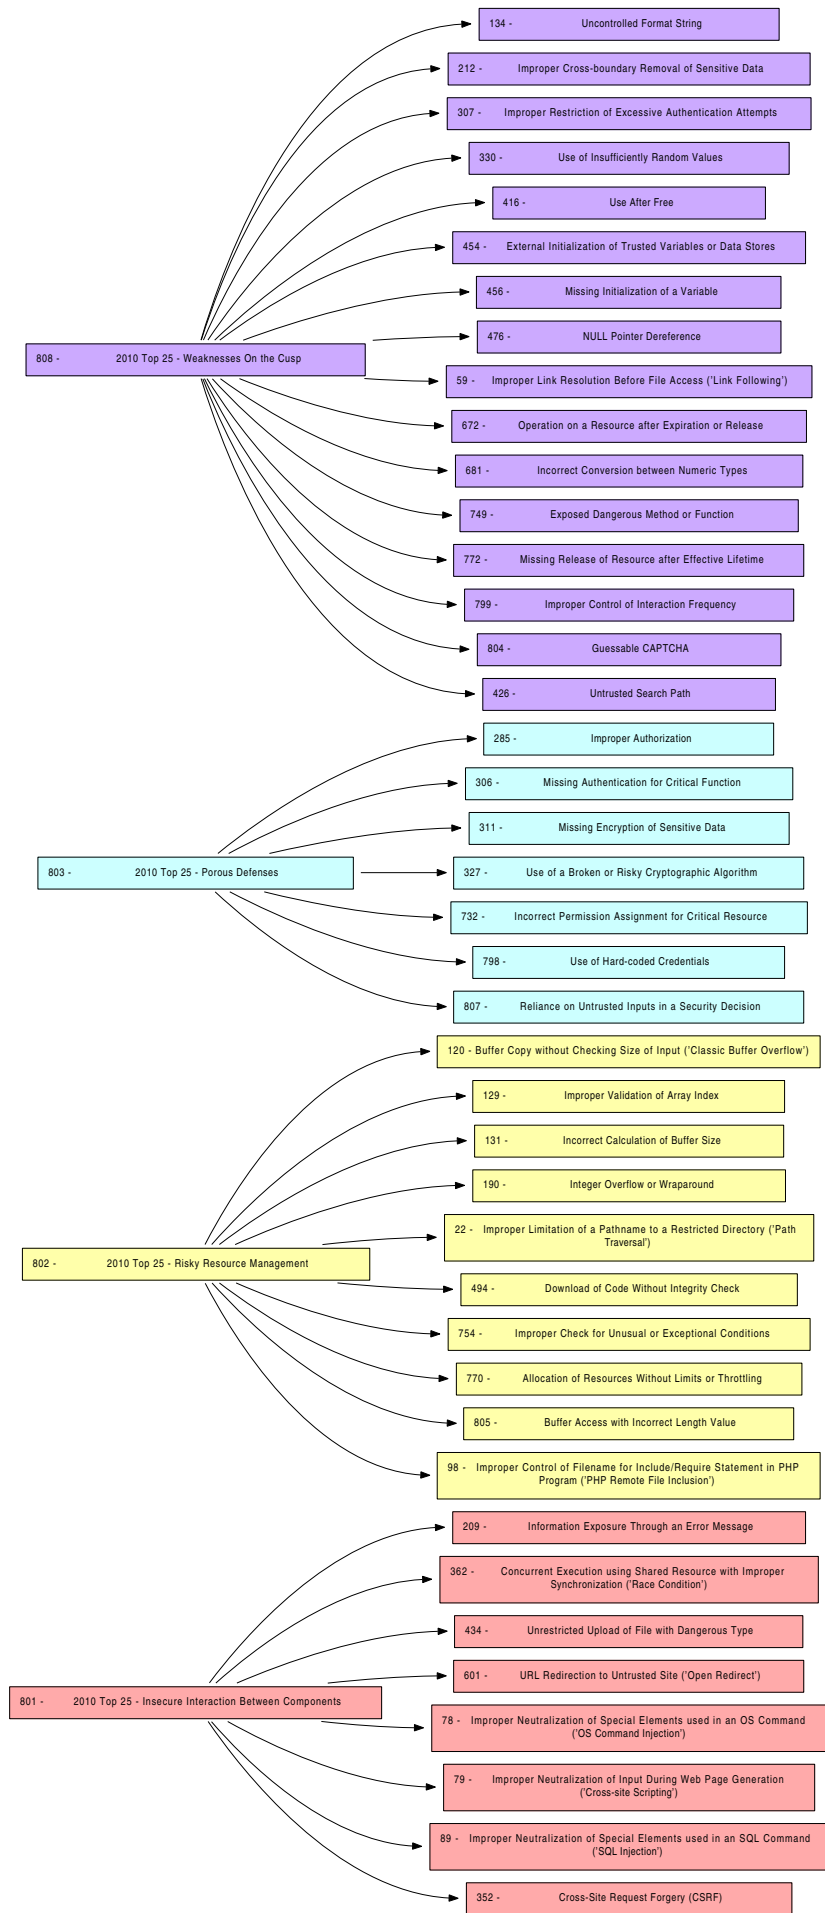 134 - Uncontrolled Format String
212 - Improper Cross-boundary Removal of Sensitive Data
307 - Improper Restriction of Excessive Authentication Attempts
330 - Use of Insufficiently Random Values
416 - Use After Free
454 - External Initialization of Trusted Variables or Data Stores
456 - Missing Initialization of a Variable
476 - NULL Pointer Dereference
808 - 2010 Top 25 - Weaknesses On the Cusp
59 - Improper Link Resolution Before File Access ('Link Following')
672 - Operation on a Resource after Expiration or Release
681 - Incorrect Conversion between Numeric Types
749 - Exposed Dangerous Method or Function
772 - Missing Release of Resource after Effective Lifetime
799 - Improper Control of Interaction Frequency
804 - Guessable CAPTCHA
426 - Untrusted Search Path
285 - Improper Authorization
306 - Missing Authentication for Critical Function
311 - Missing Encryption of Sensitive Data
803 - 2010 Top 25 - Porous Defenses
327 - Use of a Broken or Risky Cryptographic Algorithm
732 - Incorrect Permission Assignment for Critical Resource
798 - Use of Hard-coded Credentials
807 - Reliance on Untrusted Inputs in a Security Decision
120 - Buffer Copy without Checking Size of Input ('Classic Buffer Overflow')
129 - Improper Validation of Array Index
131 - Incorrect Calculation of Buffer Size
190 - Integer Overflow or Wraparound
22 - Improper Limitation of a Pathname to a Restricted Directory ('Path
Traversal')
802 - 2010 Top 25 - Risky Resource Management
494 - Download of Code Without Integrity Check
754 - Improper Check for Unusual or Exceptional Conditions
770 - Allocation of Resources Without Limits or Throttling
805 - Buffer Access with Incorrect Length Value
98 - Improper Control of Filename for Include/Require Statement in PHP
Program ('PHP Remote File Inclusion')
209 - Information Exposure Through an Error Message
362 - Concurrent Execution using Shared Resource with Improper
Synchronization ('Race Condition')
434 - Unrestricted Upload of File with Dangerous Type
601 - URL Redirection to Untrusted Site ('Open Redirect')
801 - 2010 Top 25 - Insecure Interaction Between Components
78 - Improper Neutralization of Special Elements used in an OS Command
('OS Command Injection')
79 - Improper Neutralization of Input During Web Page Generation
('Cross-site Scripting')
89 - Improper Neutralization of Special Elements used in an SQL Command
('SQL Injection')
352 - Cross-Site Request Forgery (CSRF)